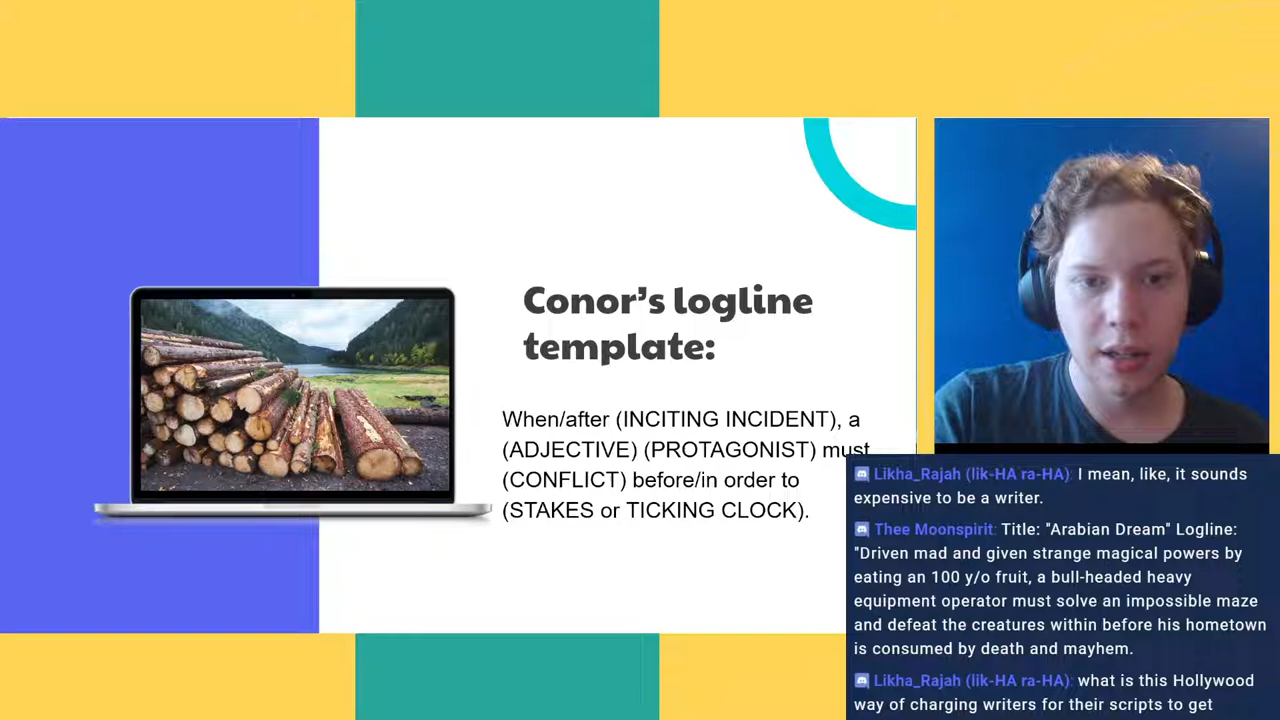 Conor’s logline
template:
When/after (INCITING INCIDENT), a
(ADJECTIVE) (PROTAGONIST) must
(CONFLICT) before/in order to
(STAKES or TICKING CLOCK).
Likha_Rajah (lik-HA ra-HA): I mean, like, it sounds
expensive to be a writer.
Thee Moonspirit: Title: "Arabian Dream" Logline:
"Driven mad and given strange magical powers by
eating an 100 y/o fruit, a bull-headed heavy
equipment operator must solve an impossible maze
and defeat the creatures within before his hometown
is consumed by death and mayhem.
Likha_Rajah (lik-HA ra-HA): what is this Hollywood
way of charging writers for their scripts to get